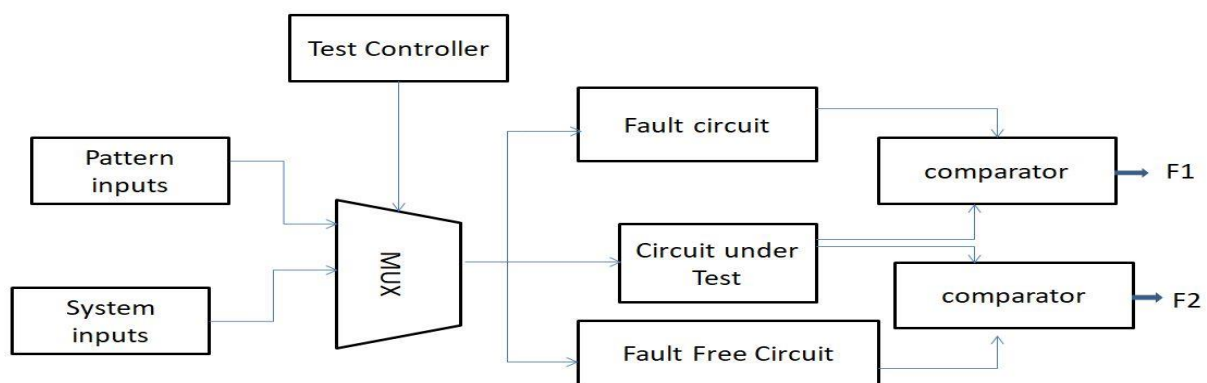 Test Controller
Fault circuit
Pattern
inputs
comparator
F1
MUX
Circuit under
Test
comparator
F2
System
inputs
Fault Free Circuit